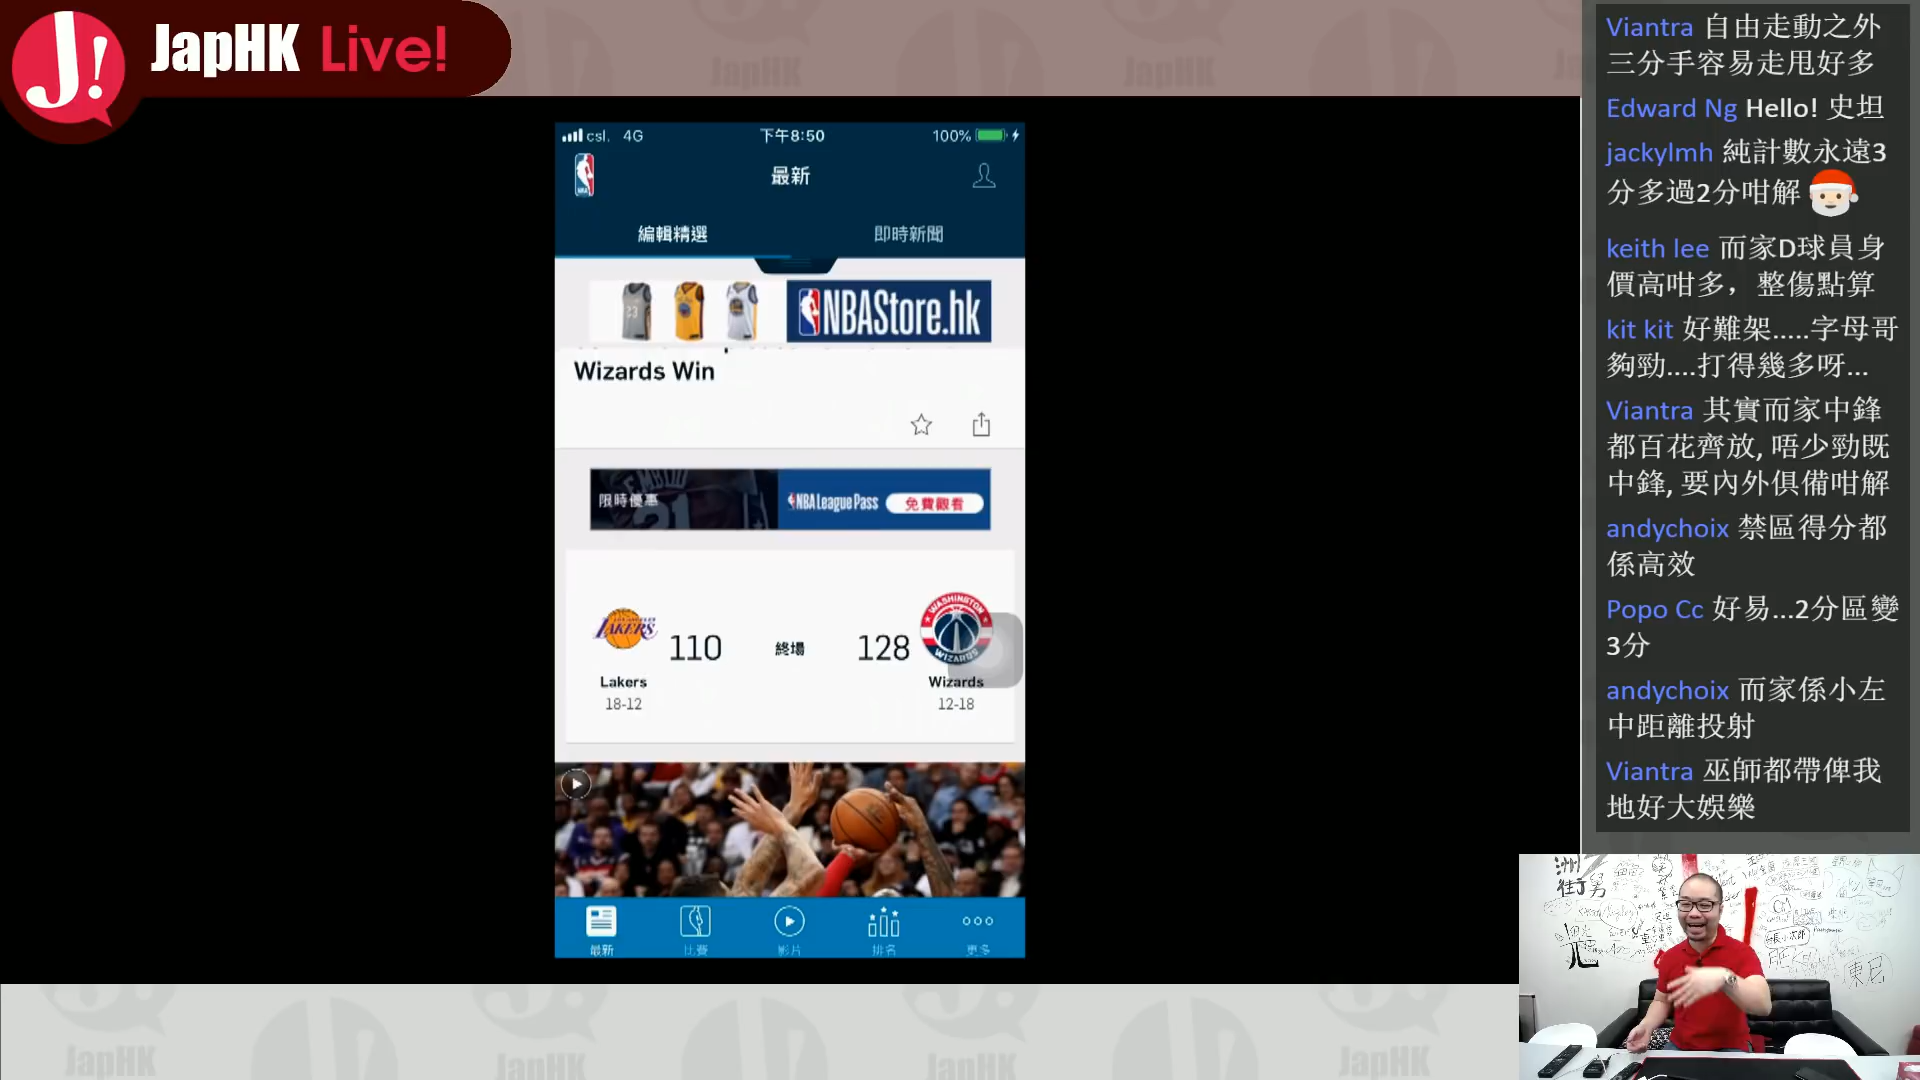 JapHK Live!
csl. 4G 下午8:50 100%
最新
編輯精選 即時新聞
NBAStore.hk
Wizards Win
限時優惠 NBA League Pass 免費觀看
110 終場 128
Lakers Wizards
18-12 12-18
最新 比賽 影片 排名 更多
Viantra 自由走動之外
三分手容易走甩好多
Edward Ng Hello! 史坦
jackylmh 純計數永遠3
分多過2分咁解
keith lee 而家D球員身
價高咁多，整傷點算
kit kit 好難架.....字母哥
夠勁....打得幾多呀...
Viantra 其實而家中鋒
都百花齊放, 唔少勁既
中鋒, 要內外俱備咁解
andychoix 禁區得分都
係高效
Popo Cc 好易...2分區變
3分
andychoix 而家係小左
中距離投射
Viantra 巫師都帶俾我
地好大娛樂